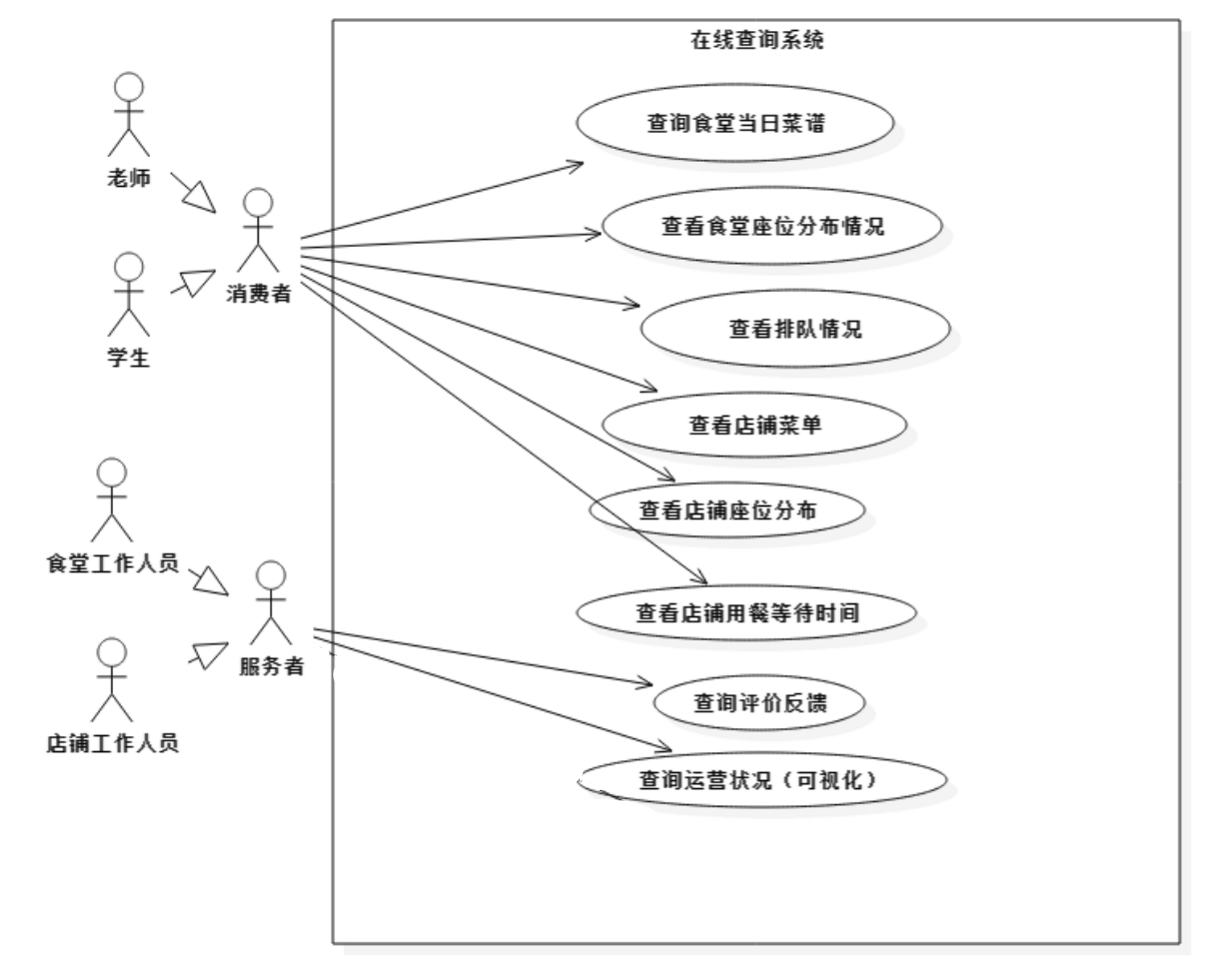 在线查询系统
查询食堂当日菜谱
老师
查看食堂座位分布情况
消费者
查看排队情况
学生
查看店铺菜单
查看店铺座位分布
食堂工作人员
查看店铺用餐等待时间
服务者
查询评价反馈
店铺工作人员
查询运营状况（可视化）